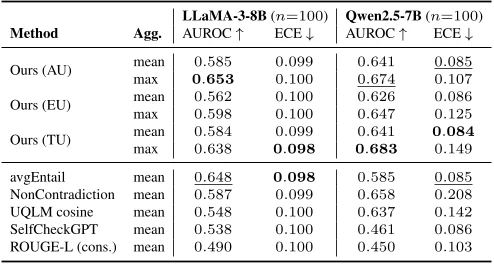 LLaMA-3-8B (n=100) Qwen2.5-7B (n=100)
Method Agg. AUROC ↑ ECE ↓ AUROC ↑ ECE ↓
Ours (AU) mean 0.585 0.099 0.641 0.085
max 0.653 0.100 0.674 0.107
Ours (EU) mean 0.562 0.100 0.626 0.086
max 0.598 0.100 0.647 0.125
Ours (TU) mean 0.584 0.099 0.641 0.084
max 0.638 0.098 0.683 0.149
avgEntail mean 0.648 0.098 0.585 0.085
NonContradiction mean 0.587 0.099 0.658 0.208
UQLM cosine mean 0.548 0.100 0.637 0.142
SelfCheckGPT mean 0.538 0.100 0.461 0.086
ROUGE-L (cons.) mean 0.490 0.100 0.450 0.103